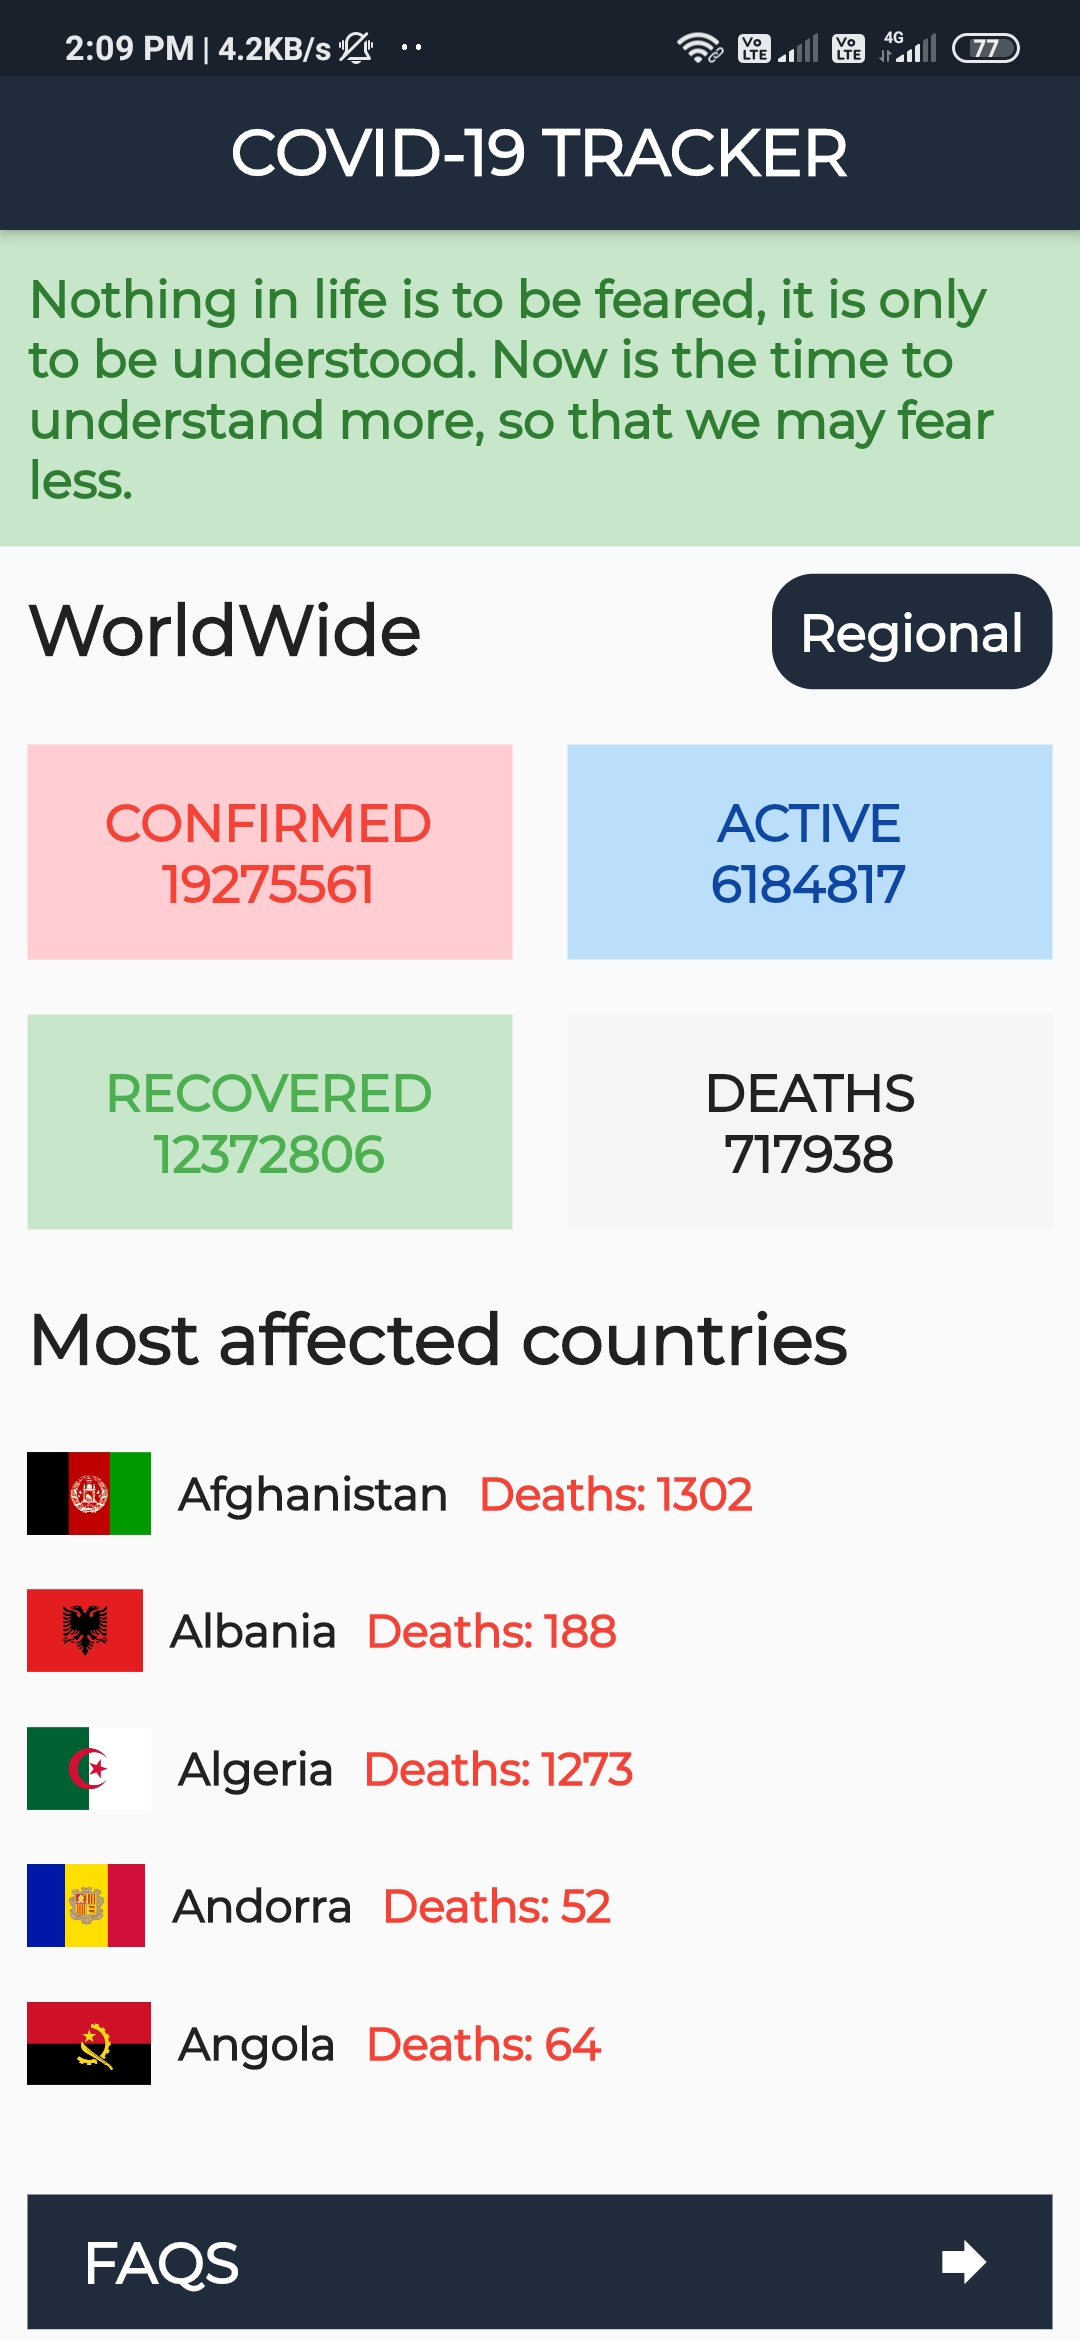 2:09 PM | 4.2KB/s
Vo LTE
Vo LTE
4G
77
COVID-19 TRACKER
Nothing in life is to be feared, it is only
to be understood. Now is the time to
understand more, so that we may fear
less.
WorldWide
Regional
CONFIRMED
19275561
ACTIVE
6184817
RECOVERED
12372806
DEATHS
717938
Most affected countries
Afghanistan Deaths: 1302
Albania Deaths: 188
Algeria Deaths: 1273
Andorra Deaths: 52
Angola Deaths: 64
FAQS